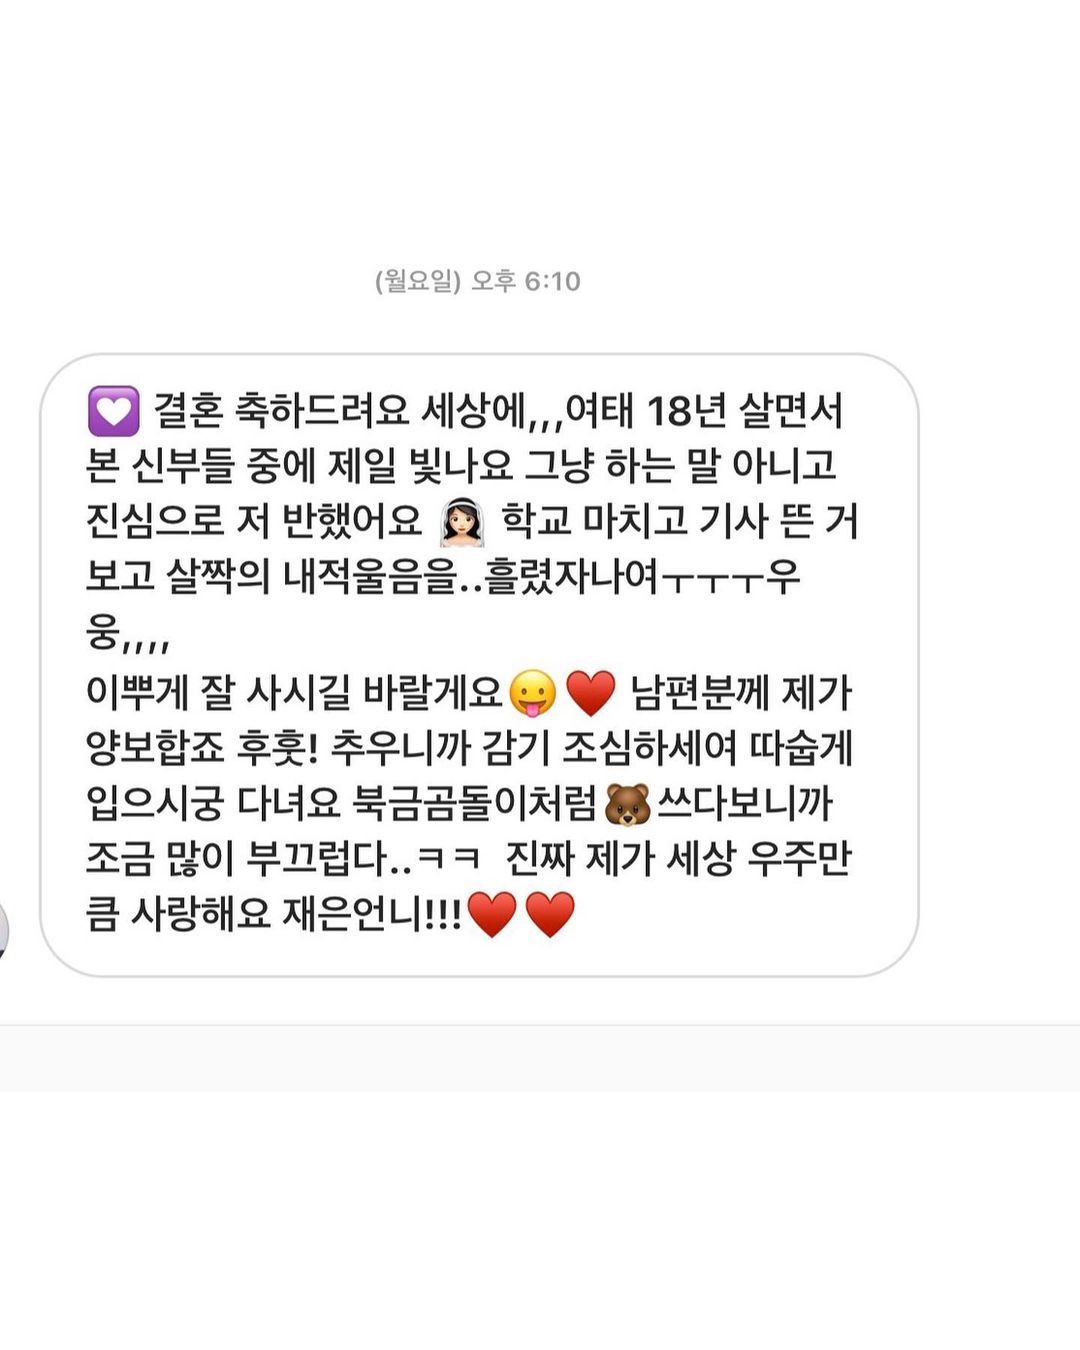 (월요일) 오후 6:10
💟 결혼 축하드려요 세상에,,,여태 18년 살면서
본 신부들 중에 제일 빛나요 그냥 하는 말 아니고
진심으로 저 반했어요 👰🏻 학교 마치고 기사 뜬 거
보고 살짝의 내적울음을..흘렸자나여ㅜㅜㅜ우
웅,,,,
이뿌게 잘 사시길 바랄게요😛❤️ 남편분께 제가
양보합죠 후훗! 추우니까 감기 조심하세여 따숩게
입으시궁 다녀요 북금곰돌이처럼🐻쓰다보니까
조금 많이 부끄럽다..ㅋㅋ 진짜 제가 세상 우주만
큼 사랑해요 재은언니!!!❤️❤️